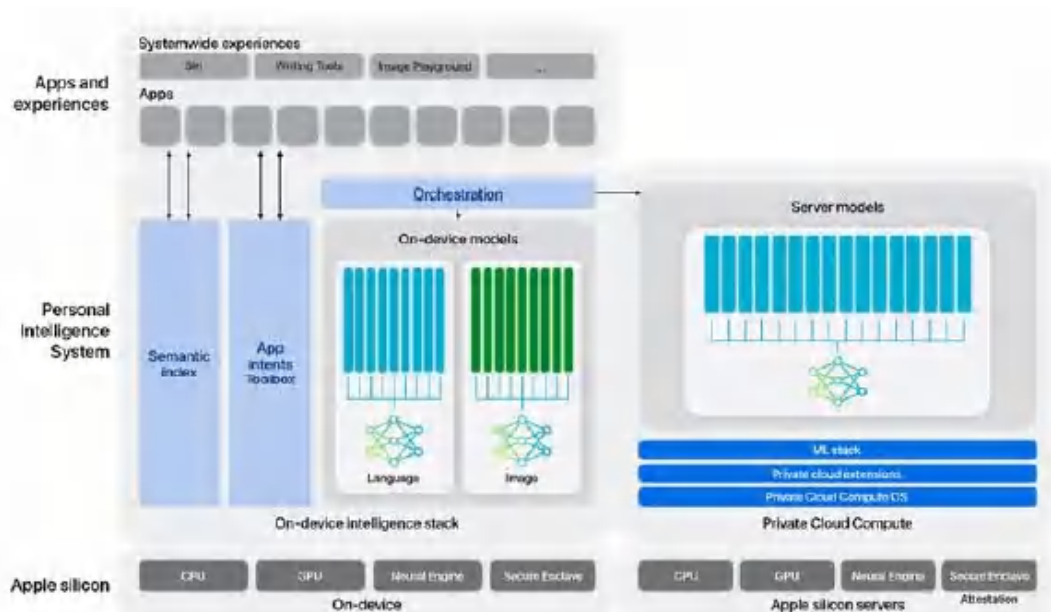 Systemwide experiences
Siri
Writing Tools
Image Playground
...
Apps and
experiences
Apps
Orchestration
On-device models
Server models
Personal
Intelligence
System
Semantic
Index
App
Intents
Toolbox
Language
Image
ML stack
Private cloud extensions
Private Cloud Compute OS
On-device intelligence stack
Private Cloud Compute
Apple silicon
CPU
GPU
Neural Engine
Secure Enclave
CPU
GPU
Neural Engine
Secure Enclave
On-device
Apple silicon servers
Attestation